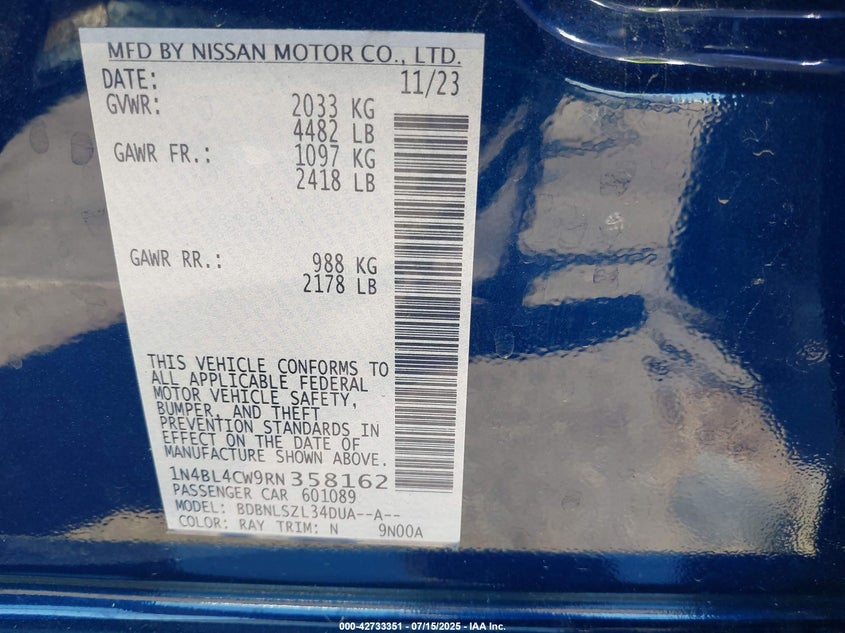 MFD BY NISSAN MOTOR CO., LTD.
DATE: 11/23
GVWR: 2033 KG
4482 LB
GAWR FR.: 1097 KG
2418 LB
GAWR RR.: 988 KG
2178 LB
THIS VEHICLE CONFORMS TO
ALL APPLICABLE FEDERAL
MOTOR VEHICLE SAFETY,
BUMPER, AND THEFT
PREVENTION STANDARDS IN
EFFECT ON THE DATE OF
MANUFACTURE SHOWN ABOVE.
1N4BL4CW9RN358162
PASSENGER CAR 601089
MODEL: BDBNLSZL34DUA--A--
COLOR: RAY TRIM: N 9N00A
000-42733351 - 07/15/2025 - IAA Inc.